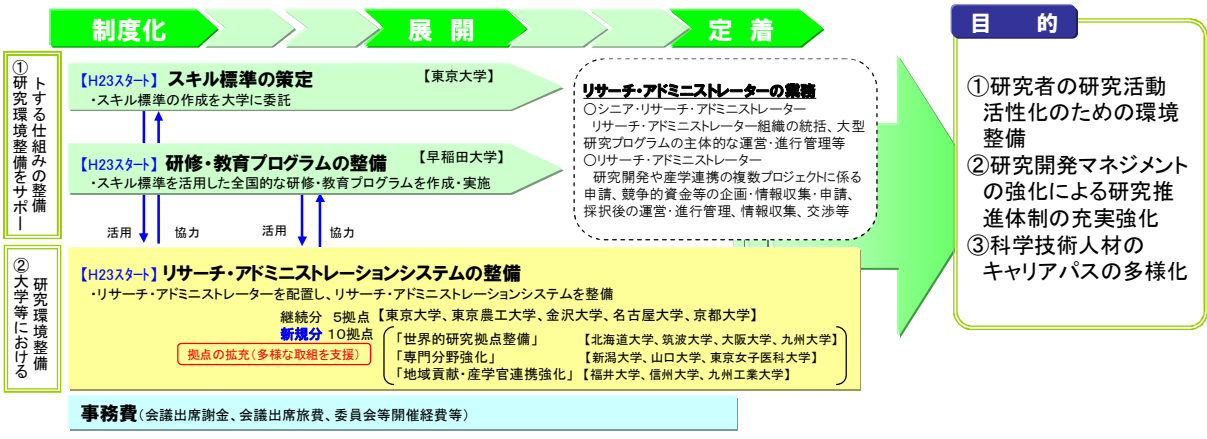 制度化
展 開
定 着
目 的
①研究環境整備をサポートする仕組みの整備
【H23スタート】 スキル標準の策定 【東京大学】
・スキル標準の作成を大学に委託
【H23スタート】 研修・教育プログラムの整備 【早稲田大学】
・スキル標準を活用した全国的な研修・教育プログラムを作成・実施
活用
協力
活用
協力
リサーチ・アドミニストレーターの業務
○シニア・リサーチ・アドミニストレーター
リサーチ・アドミニストレーター組織の統括、大型
研究プログラムの主体的な運営・進行管理等
○リサーチ・アドミニストレーター
研究開発や産学連携の複数プロジェクトに係る
申請、競争的資金等の企画・情報収集・申請、
採択後の運営・進行管理、情報収集、交渉等
①研究者の研究活動
活性化のための環境
整備
②研究開発マネジメント
の強化による研究推
進体制の充実強化
③科学技術人材の
キャリアパスの多様化
②大学等における
研究環境整備
【H23スタート】 リサーチ・アドミニストレーションシステムの整備
・リサーチ・アドミニストレーターを配置し、リサーチ・アドミニストレーションシステムを整備
継続分 5拠点 【東京大学、東京農工大学、金沢大学、名古屋大学、京都大学】
新規分 10拠点
拠点の拡充(多様な取組を支援)
「世界的研究拠点整備」 【北海道大学、筑波大学、大阪大学、九州大学】
「専門分野強化」 【新潟大学、山口大学、東京女子医科大学】
「地域貢献・産学官連携強化」 【福井大学、信州大学、九州工業大学】
事務費(会議出席謝金、会議出席旅費、委員会等開催経費等)